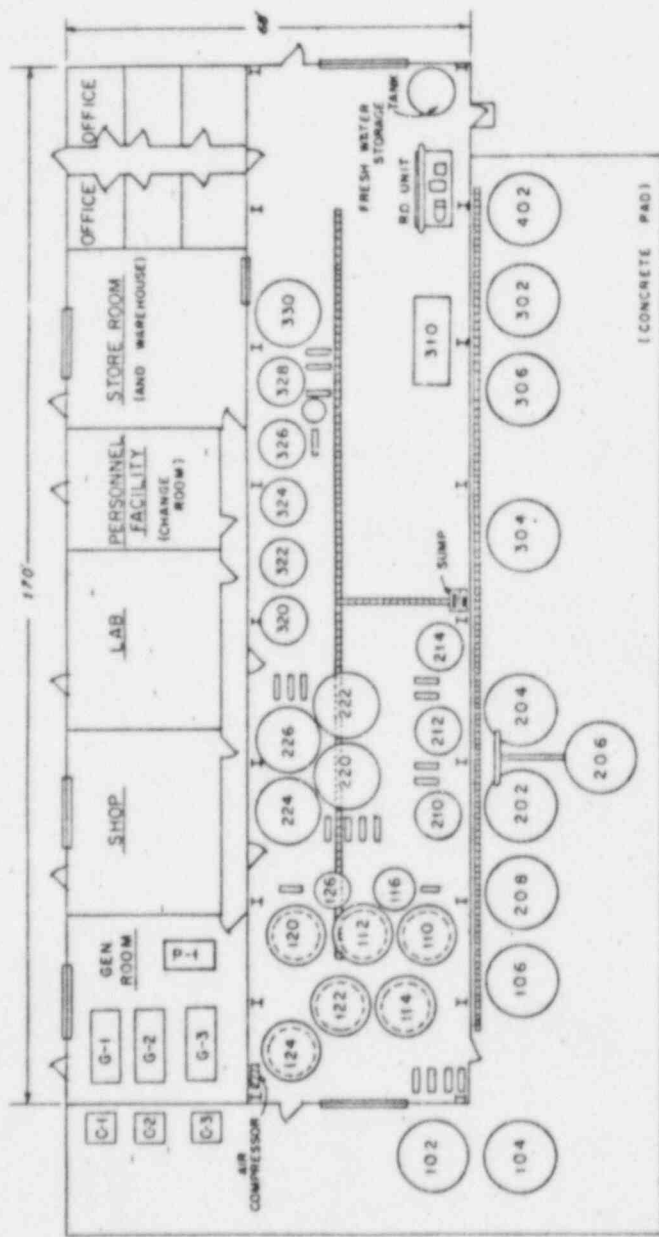 68'
170'
OFFICE
OFFICE
STORE ROOM
(AND WAREHOUSE)
PERSONNEL
FACILITY
(CHANGE ROOM)
LAB
SHOP
GEN
ROOM
G-1
G-2
G-3
C-1
C-2
C-3
AIR
COMPRESSOR
FRESH WATER
STORAGE
TANK
R.O UNIT
310
330
328
326
324
322
320
SUMP
214
212
210
226
224
222
220
126
116
120
112
110
122
114
124
402
302
306
304
204
202
206
208
106
102
104
(CONCRETE PAD)